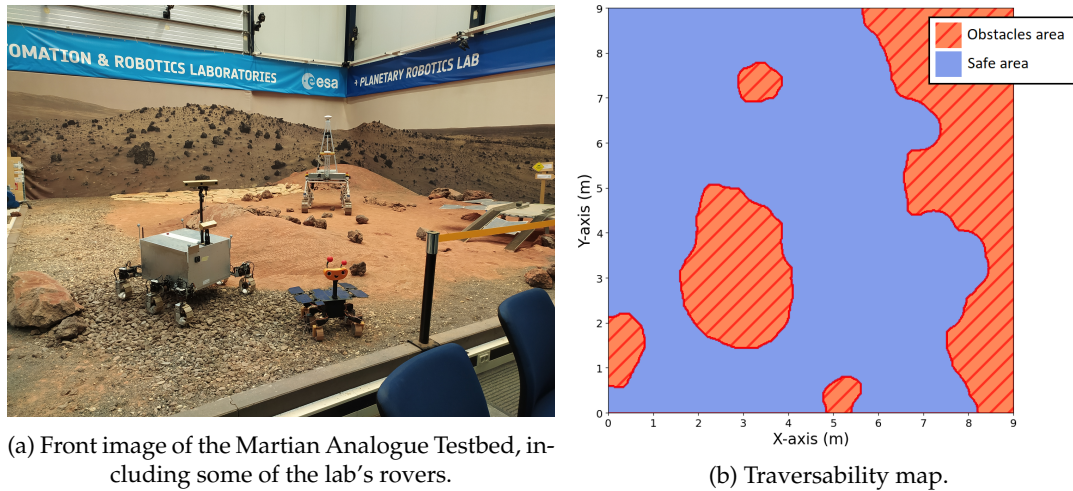 OMATION & ROBOTICS LABORATORIES
esa
PLANETARY ROBOTICS LAB
(a) Front image of the Martian Analogue Testbed, in-
cluding some of the lab's rovers.
Obstacles area
Safe area
9
8
7
6
5
4
3
2
1
0
Y-axis (m)
0 1 2 3 4 5 6 7 8 9
X-axis (m)
(b) Traversability map.